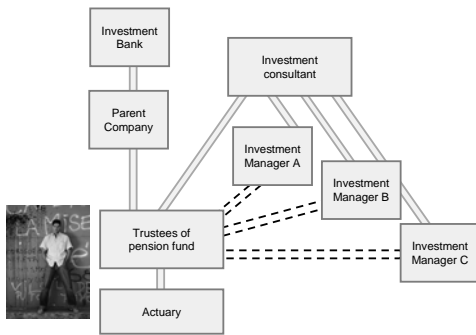 Investment
Bank
Investment
consultant
Parent
Company
Investment
Manager A
Investment
Manager B
Trustees of
pension fund
Investment
Manager C
Actuary